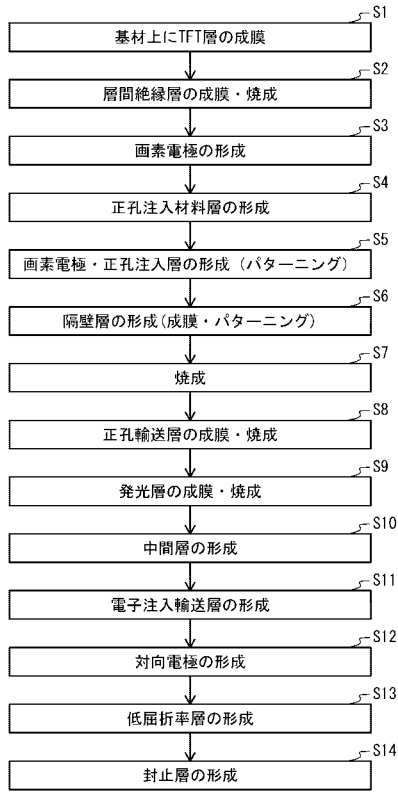 S1
基材上にTFT層の成膜
S2
層間絶縁層の成膜・焼成
S3
画素電極の形成
S4
正孔注入材料層の形成
S5
画素電極・正孔注入層の形成(パターニング)
S6
隔壁層の形成(成膜・パターニング)
S7
焼成
S8
正孔輸送層の成膜・焼成
S9
発光層の成膜・焼成
S10
中間層の形成
S11
電子注入輸送層の形成
S12
対向電極の形成
S13
低屈折率層の形成
S14
封止層の形成